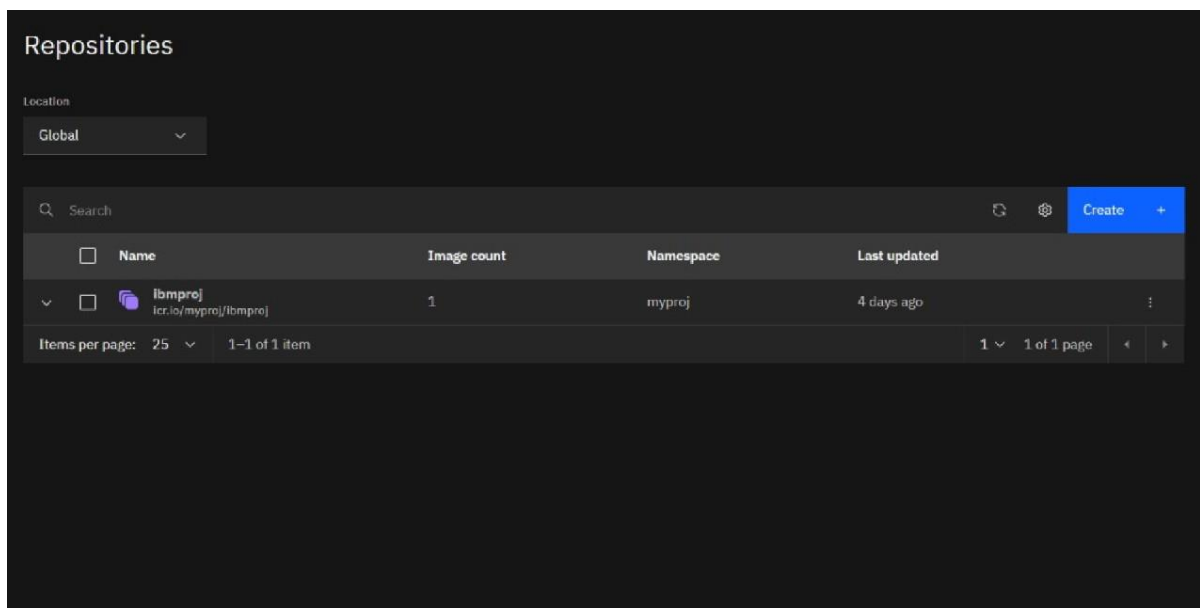 Repositories
Location
Global
Search
Create +
Name Image count Namespace Last updated
ibmproj 1 myproj 4 days ago
icr.io/myproj/ibmproj
Items per page: 25 1–1 of 1 item 1 1 of 1 page